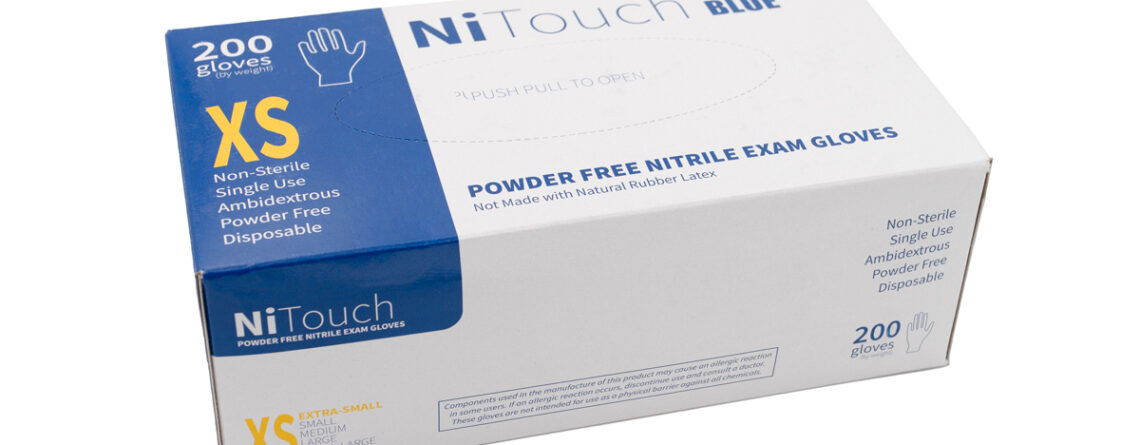 200
gloves
(by weight)
XS
Non-Sterile
Single Use
Ambidextrous
Powder Free
Disposable
NiTouch BLUE
PUSH PULL TO OPEN
POWDER FREE NITRILE EXAM GLOVES
Not Made with Natural Rubber Latex
NiTouch
POWDER FREE NITRILE EXAM GLOVES
Non-Sterile
Single Use
Ambidextrous
Powder Free
Disposable
200
gloves
(by weight)
XS
EXTRA-SMALL
SMALL
MEDIUM
LARGE
LARGE
Components used in the manufacture of this product may cause an allergic reaction
in some users. If an allergic reaction occurs, discontinue use and consult a doctor.
These gloves are not intended for use as a physical barrier against all chemicals.